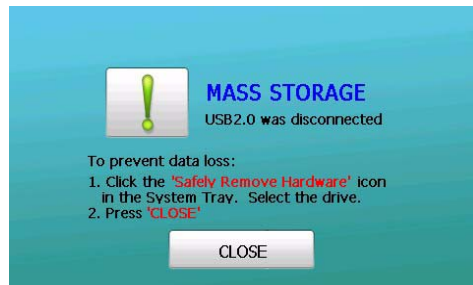 MASS STORAGE
USB2.0 was disconnected
To prevent data loss:
1. Click the 'Safely Remove Hardware' icon
in the System Tray. Select the drive.
2. Press 'CLOSE'
CLOSE